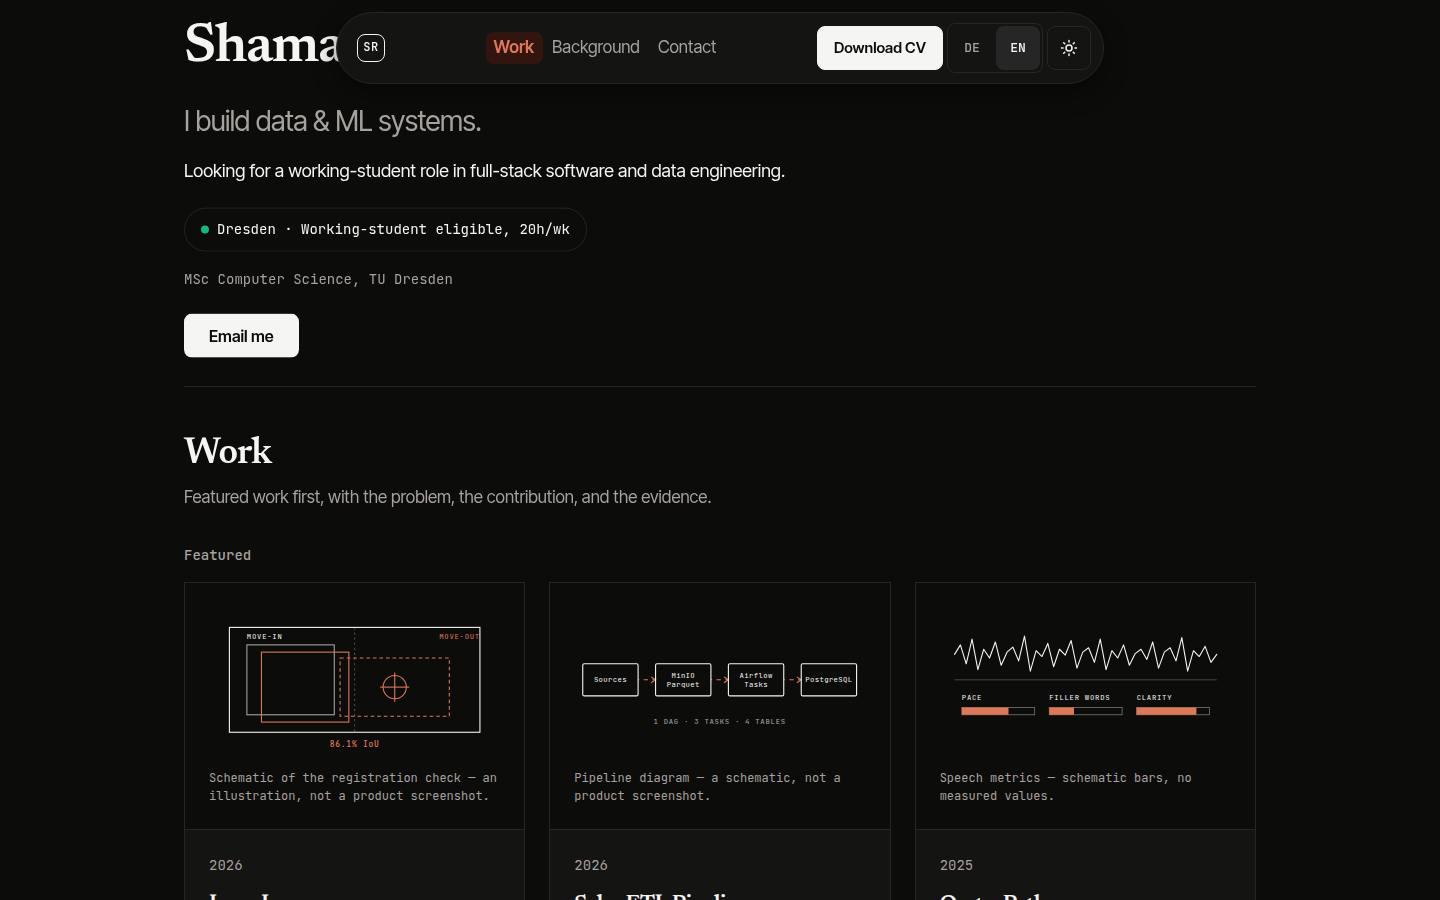 Shama
SR
Work
Background
Contact
Download CV
DE
EN
I build data & ML systems.
Looking for a working-student role in full-stack software and data engineering.
Dresden · Working-student eligible, 20h/wk
MSc Computer Science, TU Dresden
Email me
Work
Featured work first, with the problem, the contribution, and the evidence.
Featured
MOVE-IN
MOVE-OUT
86.1% IoU
Schematic of the registration check — an
illustration, not a product screenshot.
2026
Sources
MinIO
Parquet
Airflow
Tasks
PostgreSQL
1 DAG · 3 TASKS · 4 TABLES
Pipeline diagram — a schematic, not a
product screenshot.
2026
PACE
FILLER WORDS
CLARITY
Speech metrics — schematic bars, no
measured values.
2025